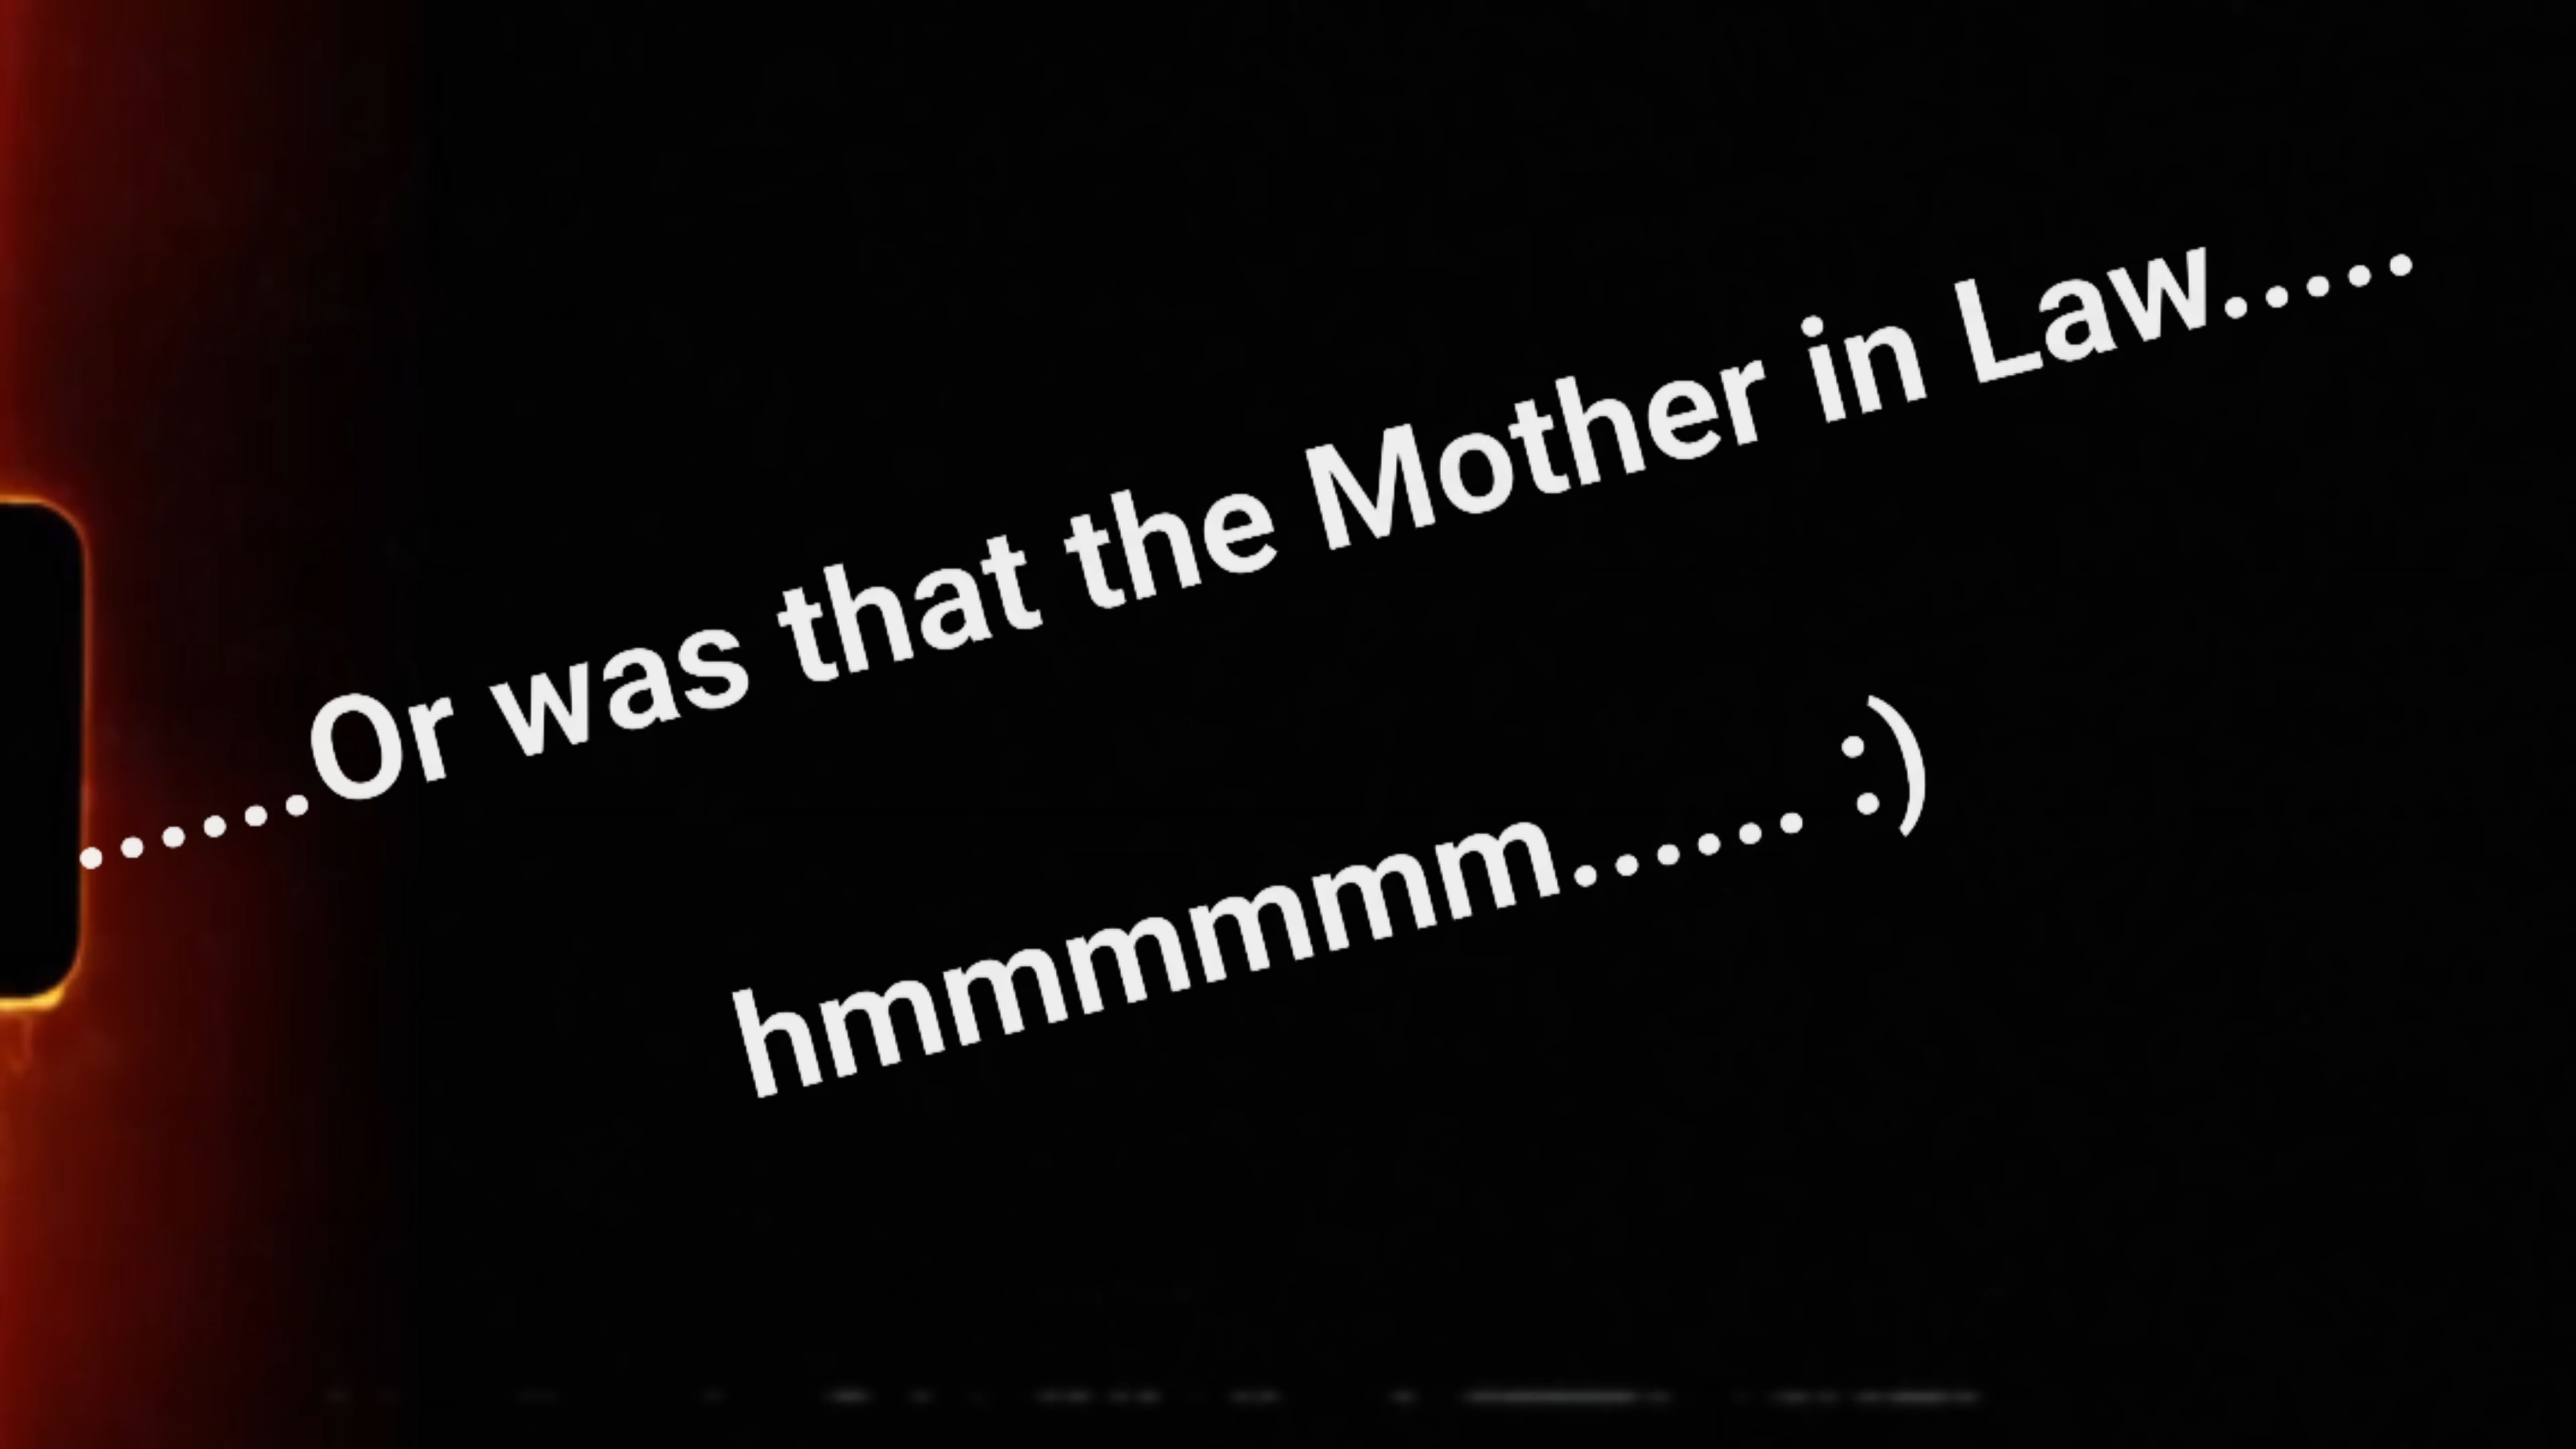 ......Or was that the Mother in Law.....
hmmmmmm...... :)